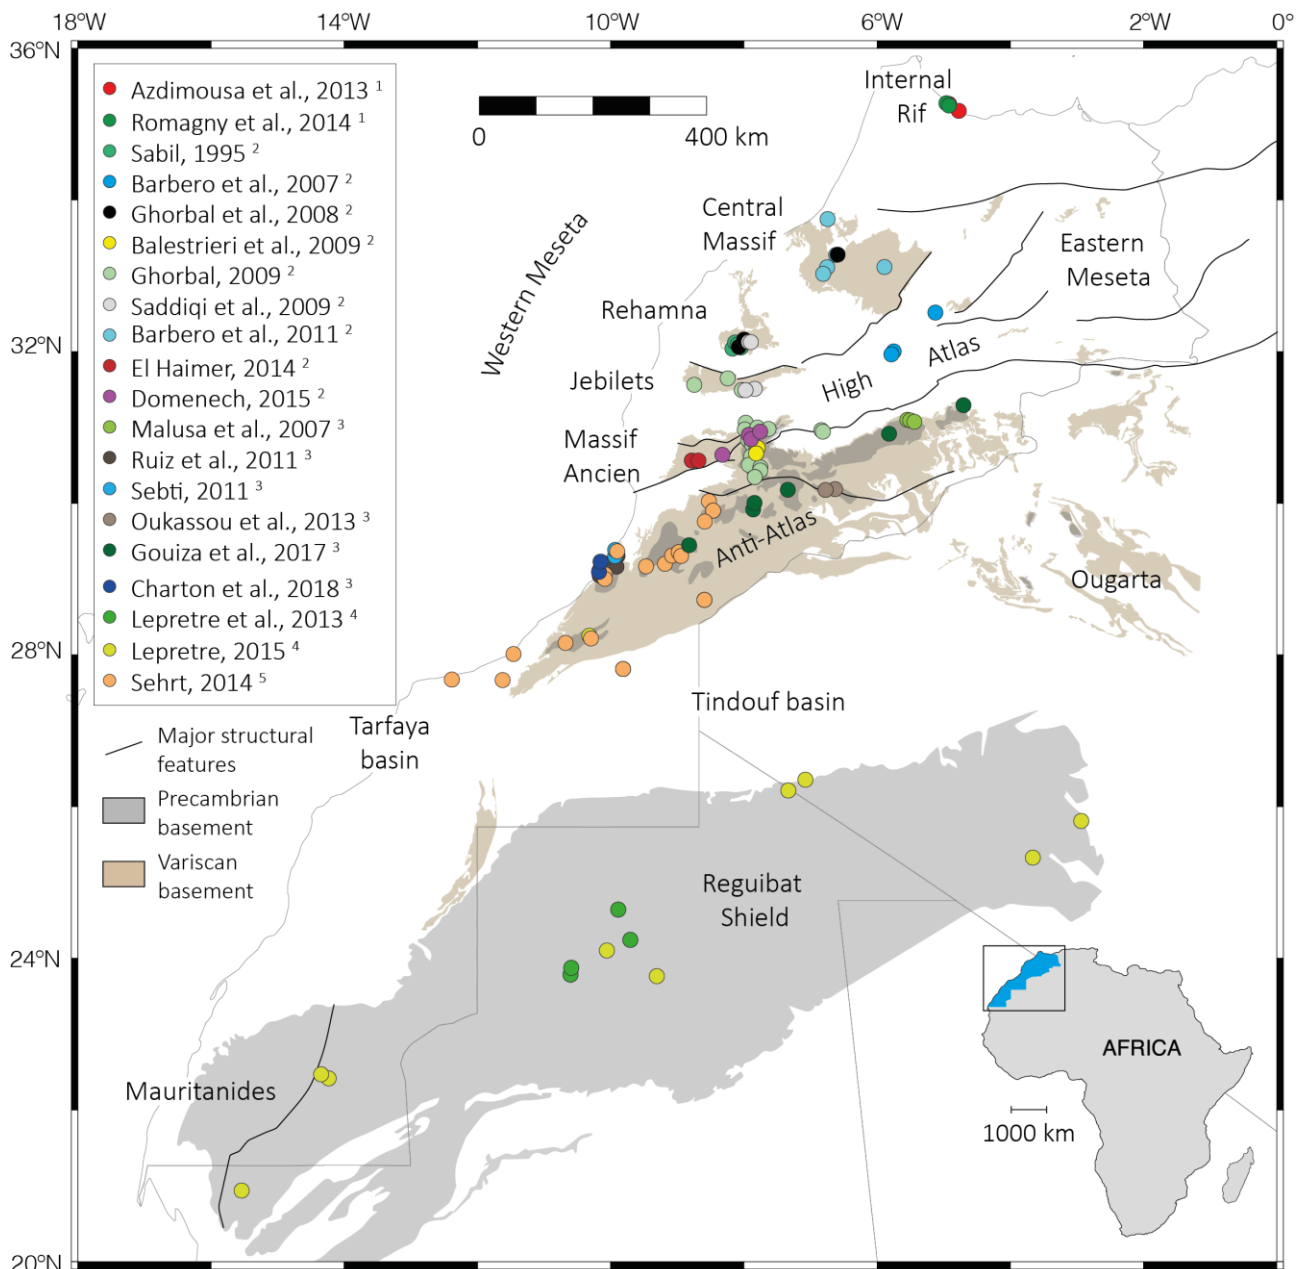 18°W
14°W
10°W
6°W
2°W
0°
36°N
32°N
28°N
24°N
20°N
Azdimousa et al., 2013 ¹
Romagny et al., 2014 ¹
Sabil, 1995 ²
Barbero et al., 2007 ²
Ghorbal et al., 2008 ²
Balestrieri et al., 2009 ²
Ghorbal, 2009 ²
Saddiqi et al., 2009 ²
Barbero et al., 2011 ²
El Haimer, 2014 ²
Domenech, 2015 ²
Malusa et al., 2007 ³
Ruiz et al., 2011 ³
Sebti, 2011 ³
Oukassou et al., 2013 ³
Gouiza et al., 2017 ³
Charton et al., 2018 ³
Lepretre et al., 2013 ⁴
Lepretre, 2015 ⁴
Sehrt, 2014 ⁵
Major structural
features
Precambrian
basement
Variscan
basement
0
400 km
Internal
Rif
Central
Massif
Western Meseta
Eastern
Meseta
Rehamna
Jebilets
High
Atlas
Massif
Ancien
Anti-Atlas
Ougarta
Tindouf basin
Tarfaya
basin
Reguibat
Shield
Mauritanides
AFRICA
1000 km